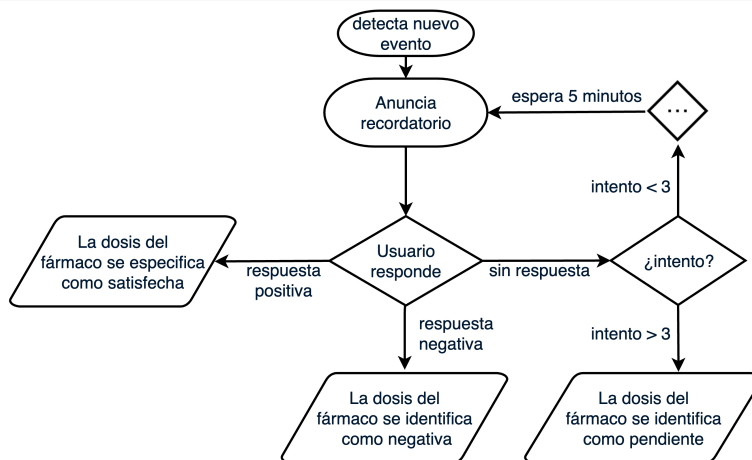 detecta nuevo
evento
Anuncia
recordatorio
espera 5 minutos
...
intento < 3
La dosis del
fármaco se especifica
como satisfecha
respuesta
positiva
Usuario
responde
sin respuesta
¿intento?
respuesta
negativa
intento > 3
La dosis del
fármaco se identifica
como negativa
La dosis del
fármaco se identifica
como pendiente